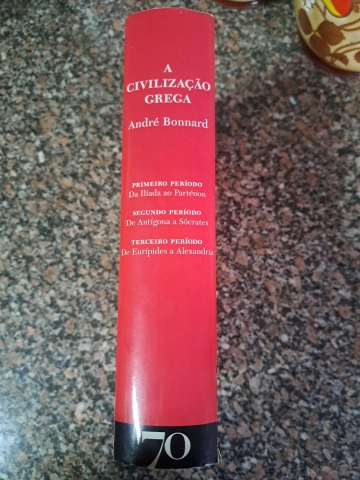 A
CIVILIZAÇÃO
GREGA
André Bonnard
PRIMEIRO PERÍODO
Da Ilíada ao Parténon
SEGUNDO PERÍODO
De Antígona a Sócrates
TERCEIRO PERÍODO
De Eurípides a Alexandria
70